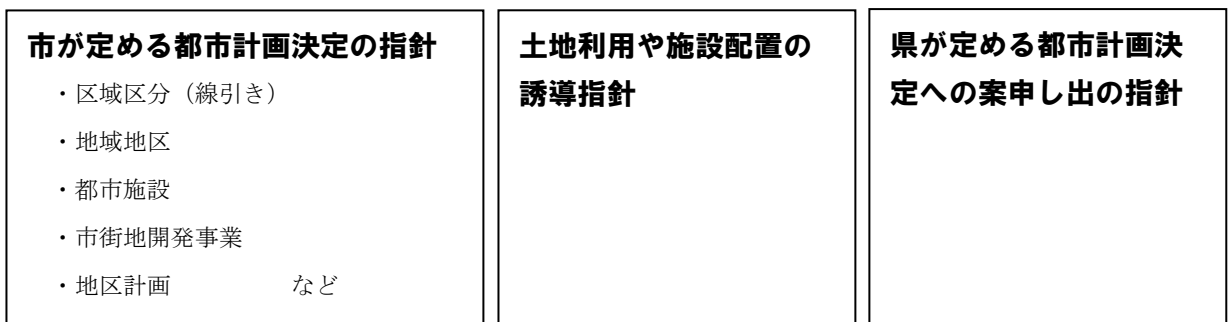 市が定める都市計画決定の指針
・区域区分（線引き）
・地域地区
・都市施設
・市街地開発事業
・地区計画　　　　　など
土地利用や施設配置の
誘導指針
県が定める都市計画決
定への案申し出の指針